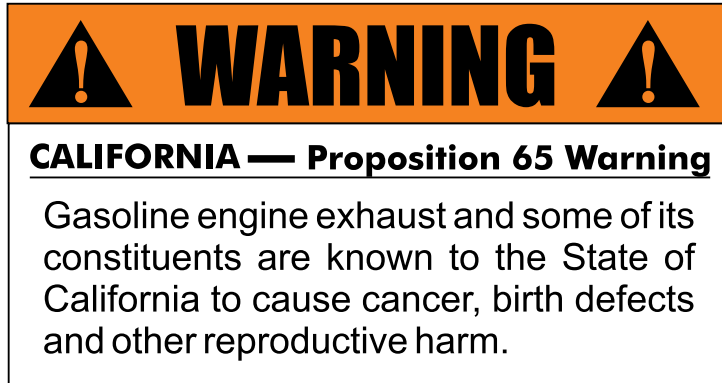 WARNING
CALIFORNIA — Proposition 65 Warning
Gasoline engine exhaust and some of its
constituents are known to the State of
California to cause cancer, birth defects
and other reproductive harm.